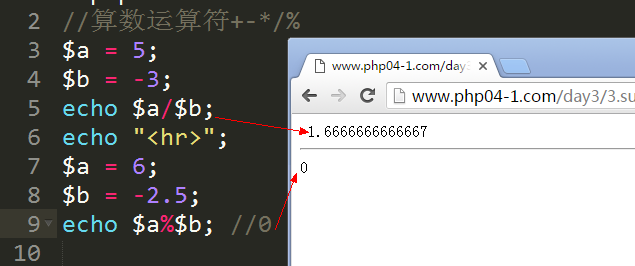 2 //算数运算符+-*/%
3 $a = 5;
4 $b = -3;
5 echo $a/$b;
6 echo "<hr>";
7 $a = 6;
8 $b = -2.5;
9 echo $a%$b; //0
10
www.php04-1.com/day3
www.php04-1.com/day3/3.su
-1.6666666666667
0